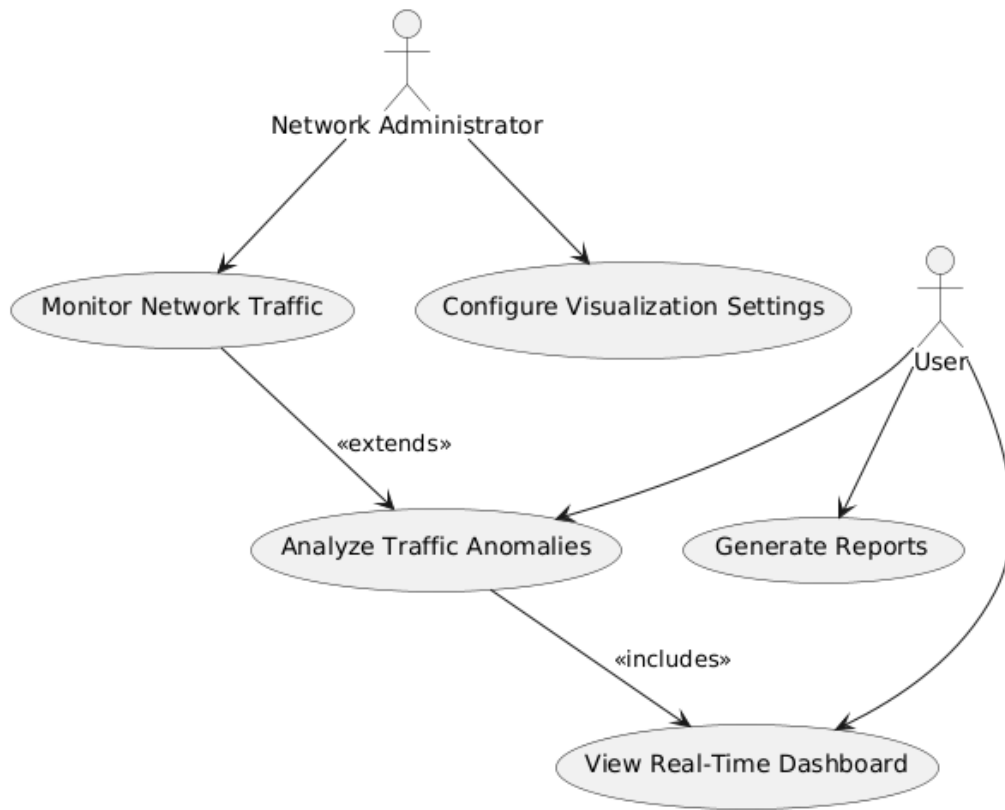 Network Administrator
Monitor Network Traffic
Configure Visualization Settings
User
«extends»
Analyze Traffic Anomalies
Generate Reports
«includes»
View Real-Time Dashboard